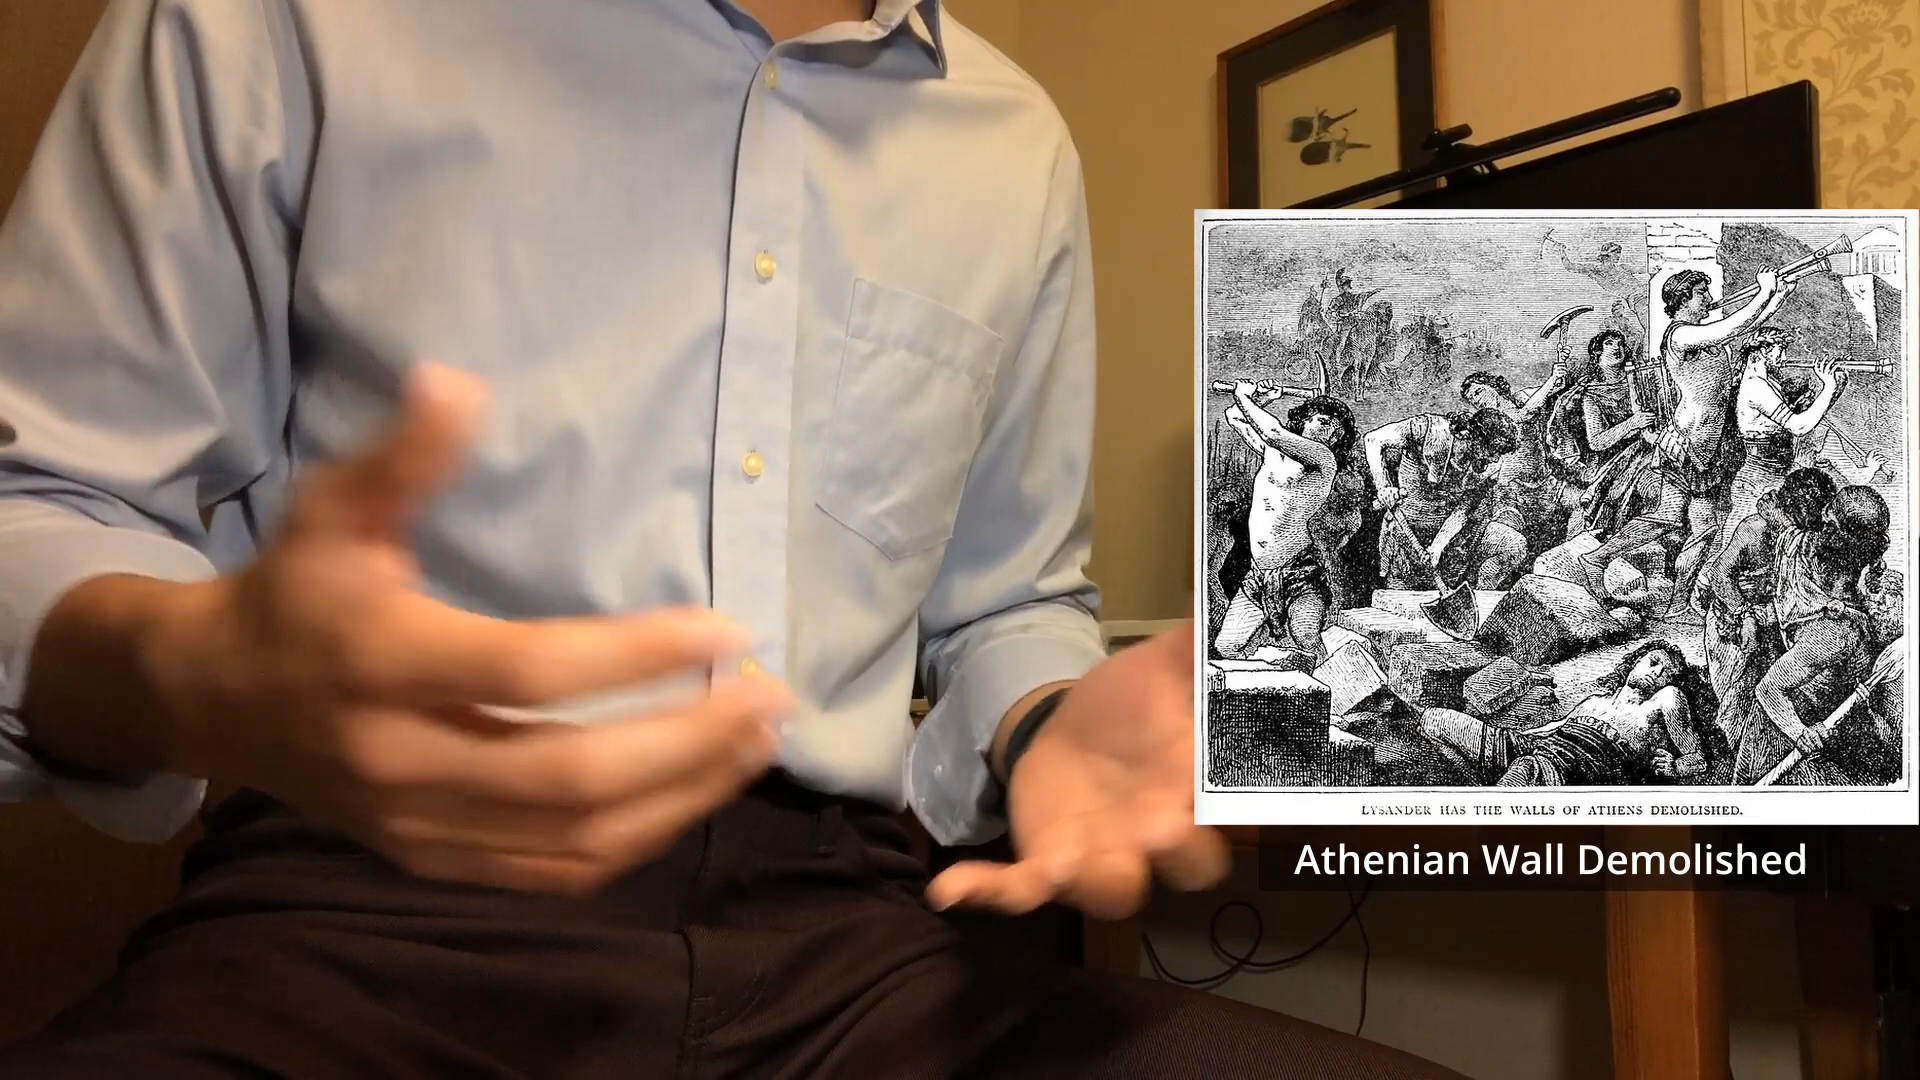 LYSANDER HAS THE WALLS OF ATHENS DEMOLISHED.
Athenian Wall Demolished